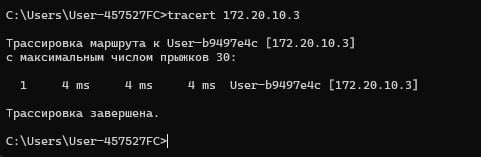 C:\Users\User-457527FC>tracert 172.20.10.3
Трассировка маршрута к User-b9497e4c [172.20.10.3]
с максимальным числом прыжков 30:
1 4 ms 4 ms 4 ms User-b9497e4c [172.20.10.3]
Трассировка завершена.
C:\Users\User-457527FC>